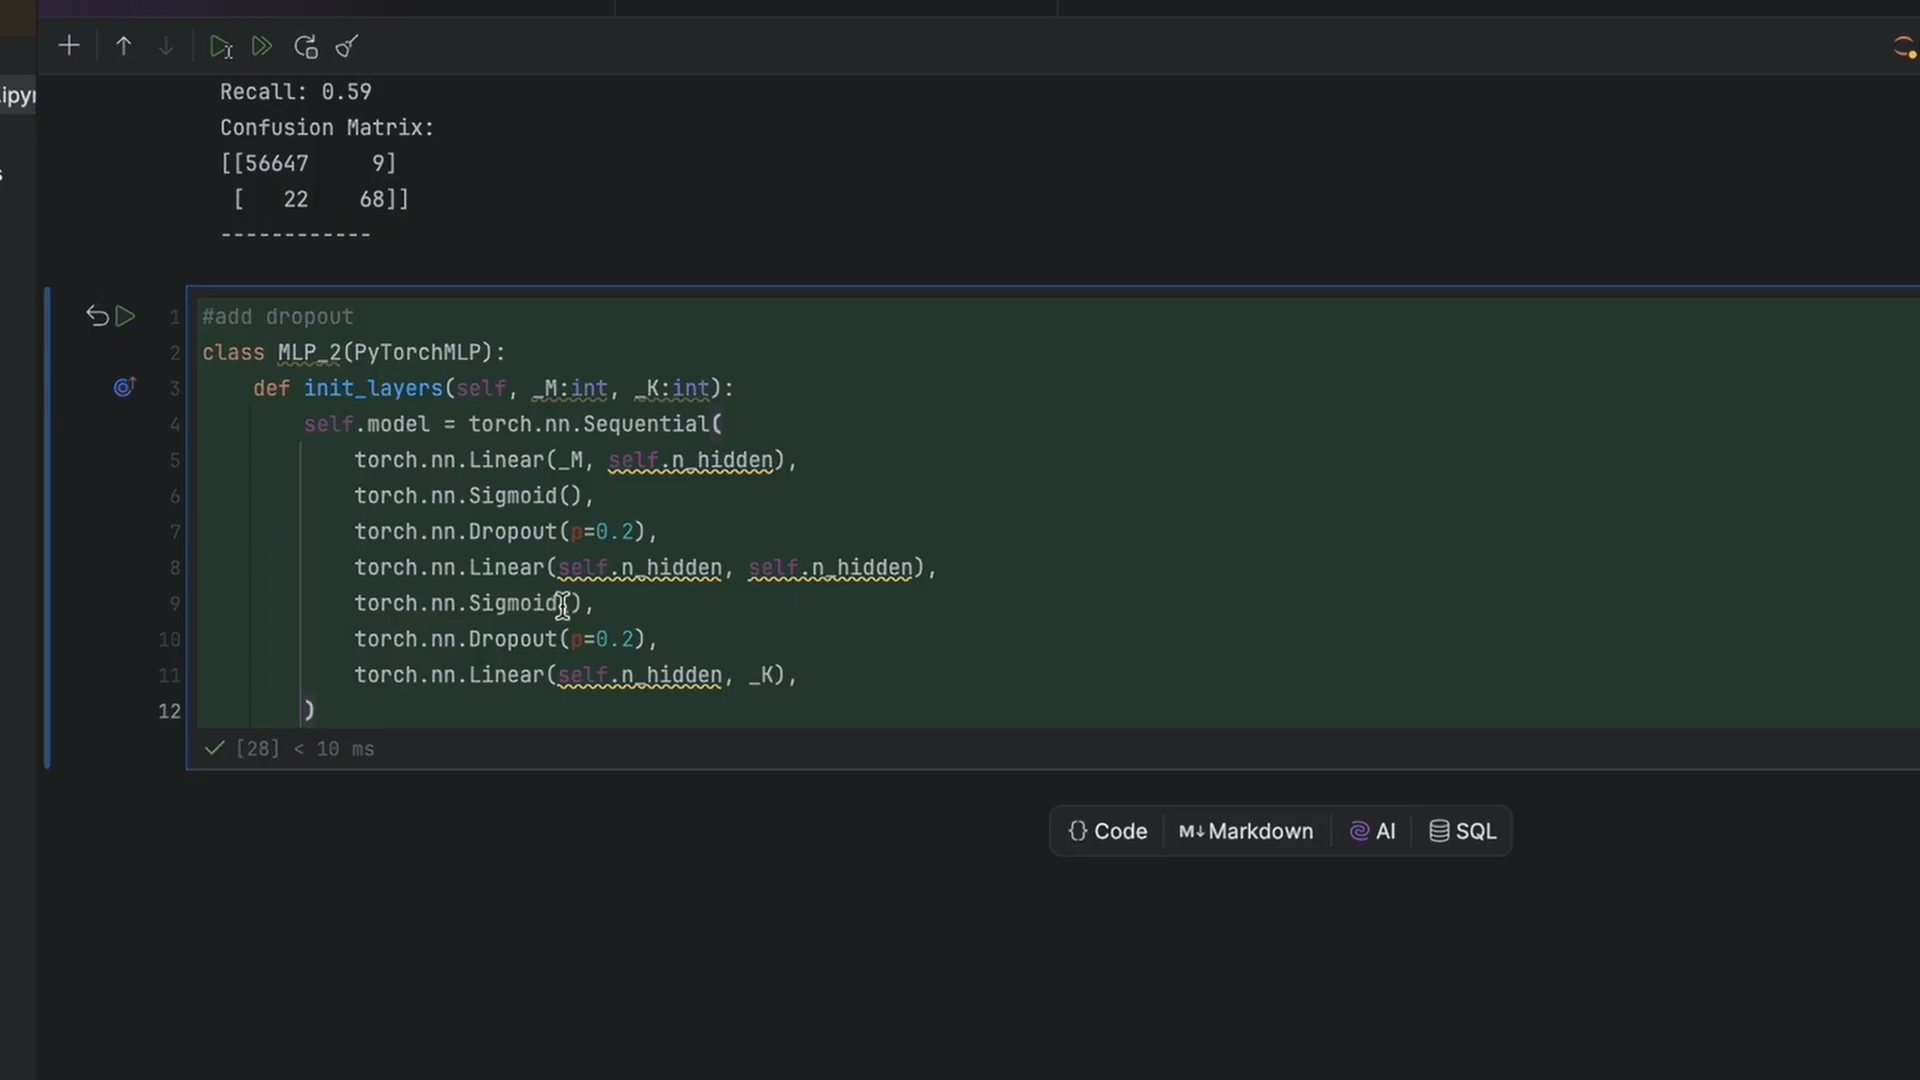 .ipyn
Recall: 0.59
Confusion Matrix:
[[56647     9]
 [   22    68]]
------------
s
1 #add dropout
2 class MLP_2(PyTorchMLP):
3     def init_layers(self, _M:int, _K:int):
4         self.model = torch.nn.Sequential(
5             torch.nn.Linear(_M, self.n_hidden),
6             torch.nn.Sigmoid(),
7             torch.nn.Dropout(p=0.2),
8             torch.nn.Linear(self.n_hidden, self.n_hidden),
9             torch.nn.Sigmoid(),
10             torch.nn.Dropout(p=0.2),
11             torch.nn.Linear(self.n_hidden, _K),
12         )
[28] < 10 ms
{} Code M↓ Markdown AI SQL